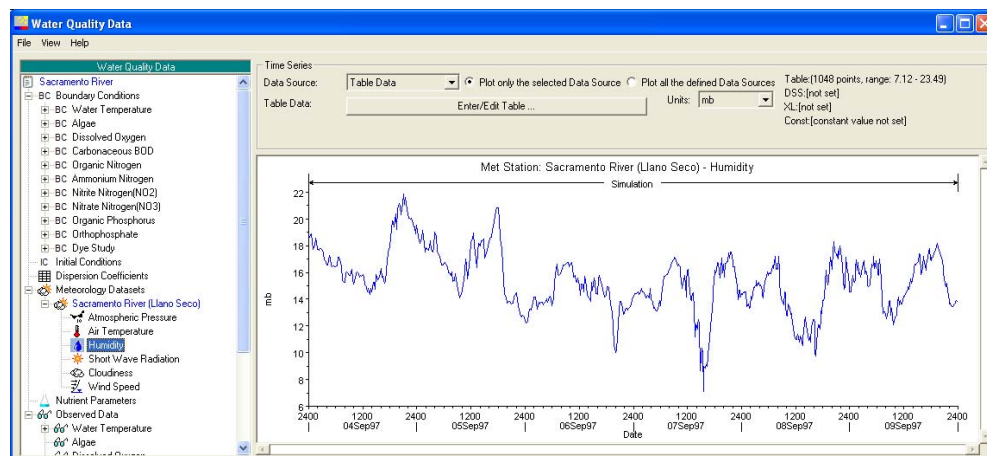 Water Quality Data
File View Help
Water Quality Data
Sacramento River
BC Boundary Conditions
BC Water Temperature
BC Algae
BC Dissolved Oxygen
BC Carbonaceous BOD
BC Organic Nitrogen
BC Ammonium Nitrogen
BC Nitrite Nitrogen(NO2)
BC Nitrate Nitrogen(NO3)
BC Organic Phosphorus
BC Orthophosphate
BC Dye Study
IC Initial Conditions
Dispersion Coefficients
Meteorology Datasets
Sacramento River (Llano Seco)
Atmospheric Pressure
Air Temperature
Humidity
Short Wave Radiation
Cloudiness
Wind Speed
Nutrient Parameters
Observed Data
Water Temperature
Algae
Dissolved Oxygen
Time Series
Data Source: Table Data Plot only the selected Data Source Plot all the defined Data Sources
Table Data: Enter/Edit Table ... Units: mb
Table:(1048 points, range: 7.12 - 23.49)
DSS:[not set]
XL:[not set]
Const:[constant value not set]
Met Station: Sacramento River (Llano Seco) - Humidity
Simulation
22
20
18
16
14
12
10
8
6
mb
2400 1200 2400 1200 2400 1200 2400 1200 2400 1200 2400 1200 2400
04Sep97 05Sep97 06Sep97 07Sep97 08Sep97 09Sep97
Date